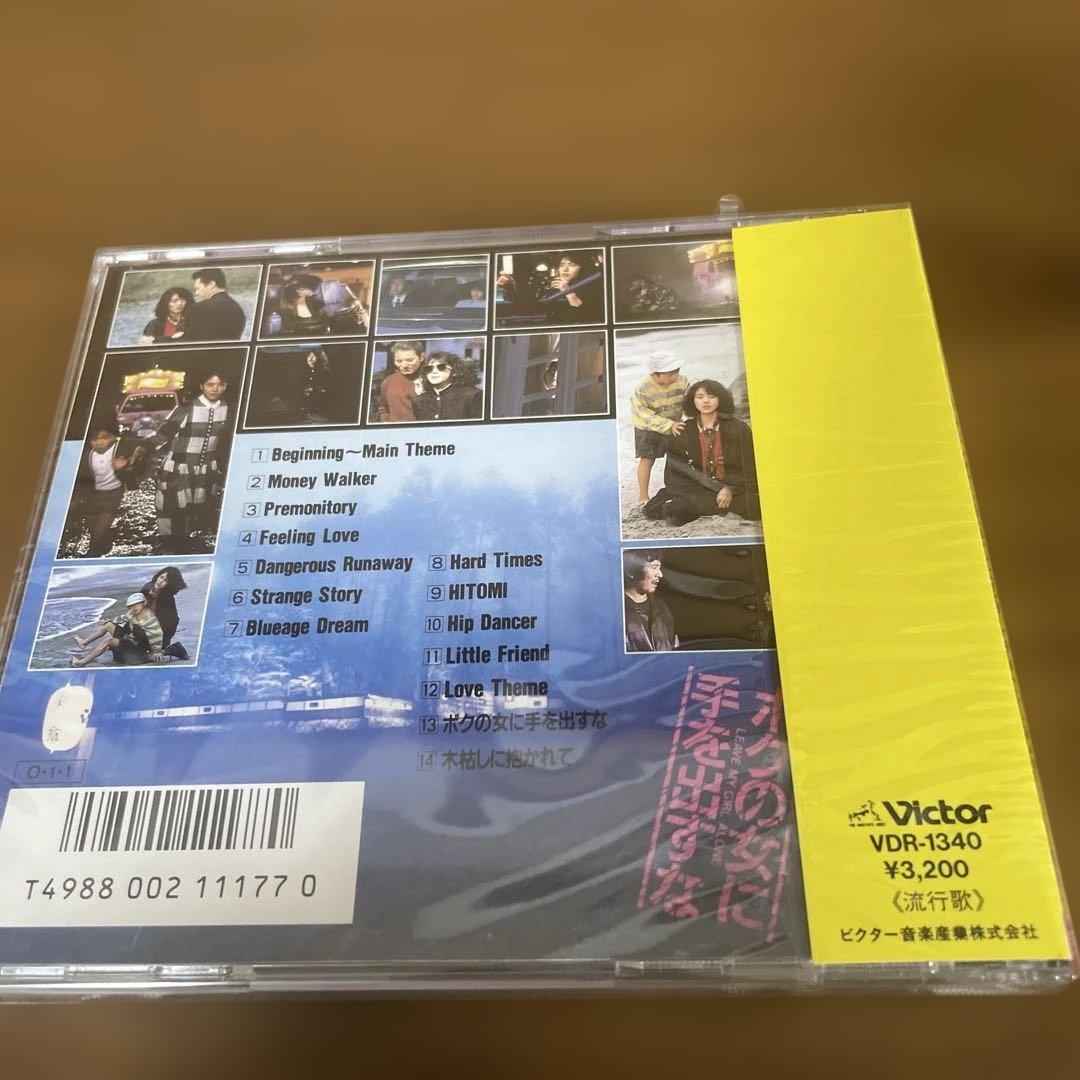 1 Beginning〜Main Theme
2 Money Walker
3 Premonitory
4 Feeling Love
5 Dangerous Runaway
6 Strange Story
7 Blueage Dream
8 Hard Times
9 HITOMI
10 Hip Dancer
11 Little Friend
12 Love Theme
13 ボクの女に手を出すな
14 木枯しに抱かれて
O・1・1
T4988 002 11177 0
ボクの女に
LEAVE MY GIRL ALONE
手を出すな
Victor
VDR-1340
¥3,200
《流行歌》
ビクター音楽産業株式会社